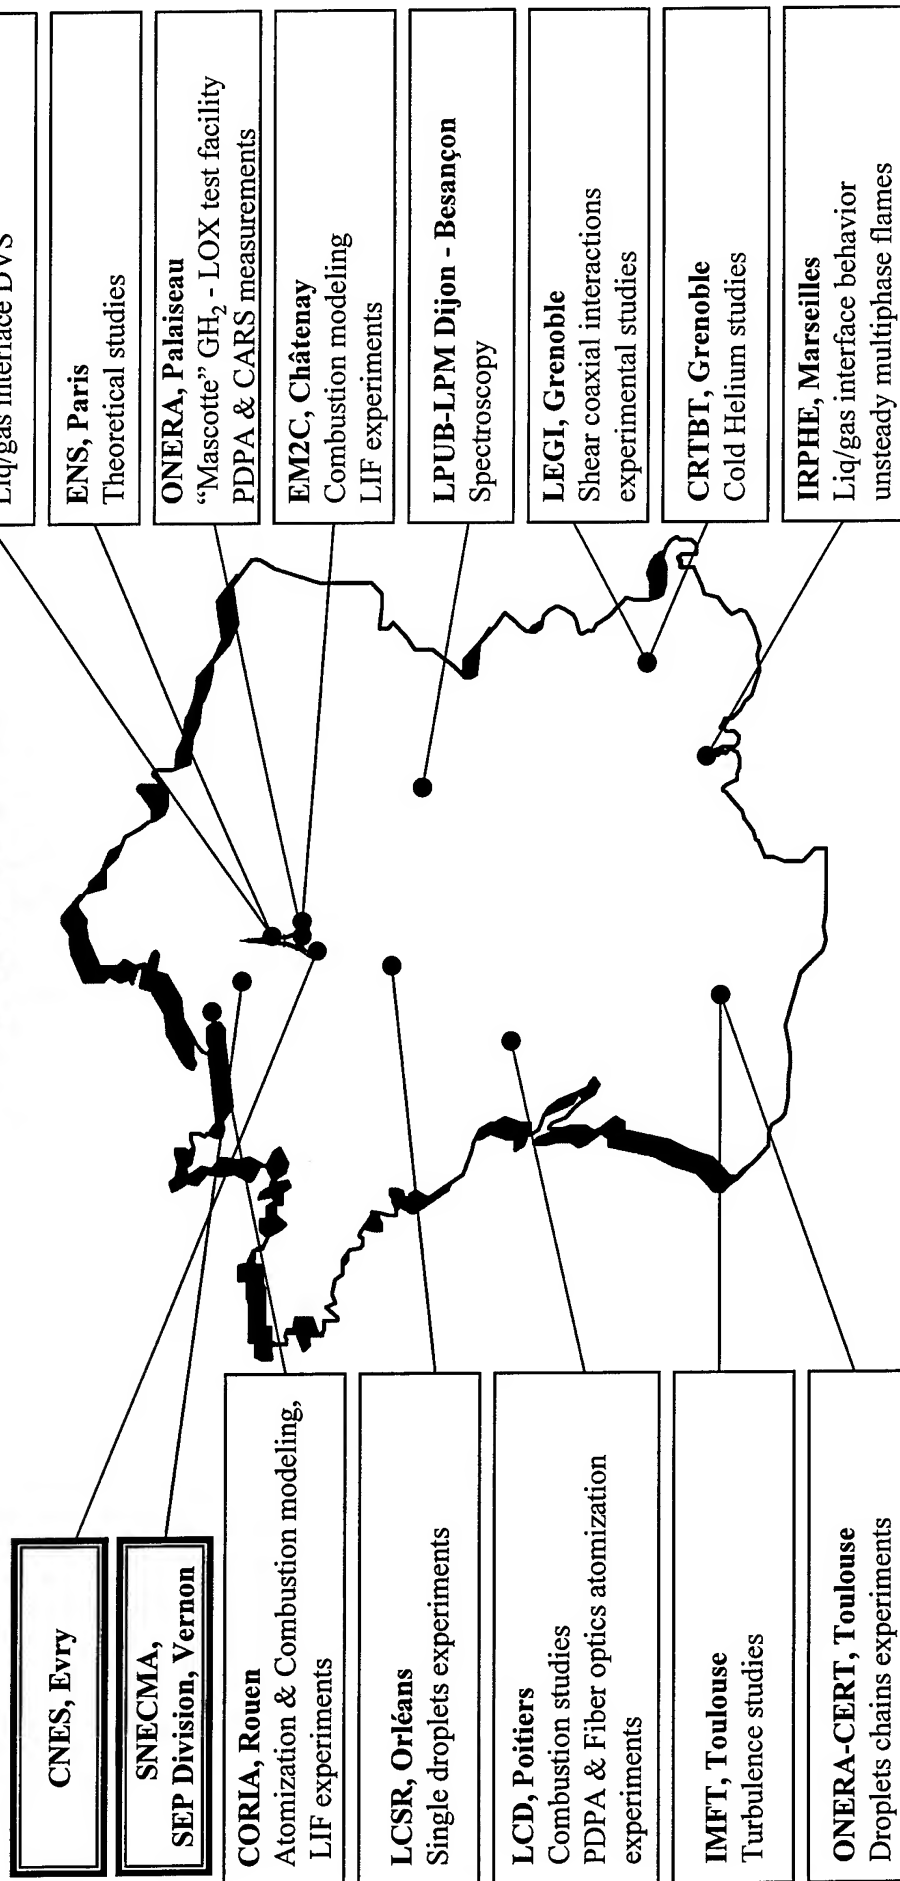 CNES, Evry
SNECMA,
SEP Division, Vernon
CORIA, Rouen
Atomization & Combustion modeling,
LIF experiments
LCSR, Orléans
Single droplets experiments
LCD, Poitiers
Combustion studies
PDPA & Fiber optics atomization
experiments
IMFT, Toulouse
Turbulence studies
ONERA-CERT, Toulouse
Droplets chains experiments
Liq/gas interface DVS
ENS, Paris
Theoretical studies
ONERA, Palaiseau
“Mascotte” GH₂ - LOX test facility
PDPA & CARS measurements
EM2C, Châtenay
Combustion modeling
LIF experiments
LPUB-LPM Dijon - Besançon
Spectroscopy
LEGI, Grenoble
Shear coaxial interactions
experimental studies
CRTBT, Grenoble
Cold Helium studies
IRPHE, Marseilles
Liq/gas interface behavior
unsteady multiphase flames